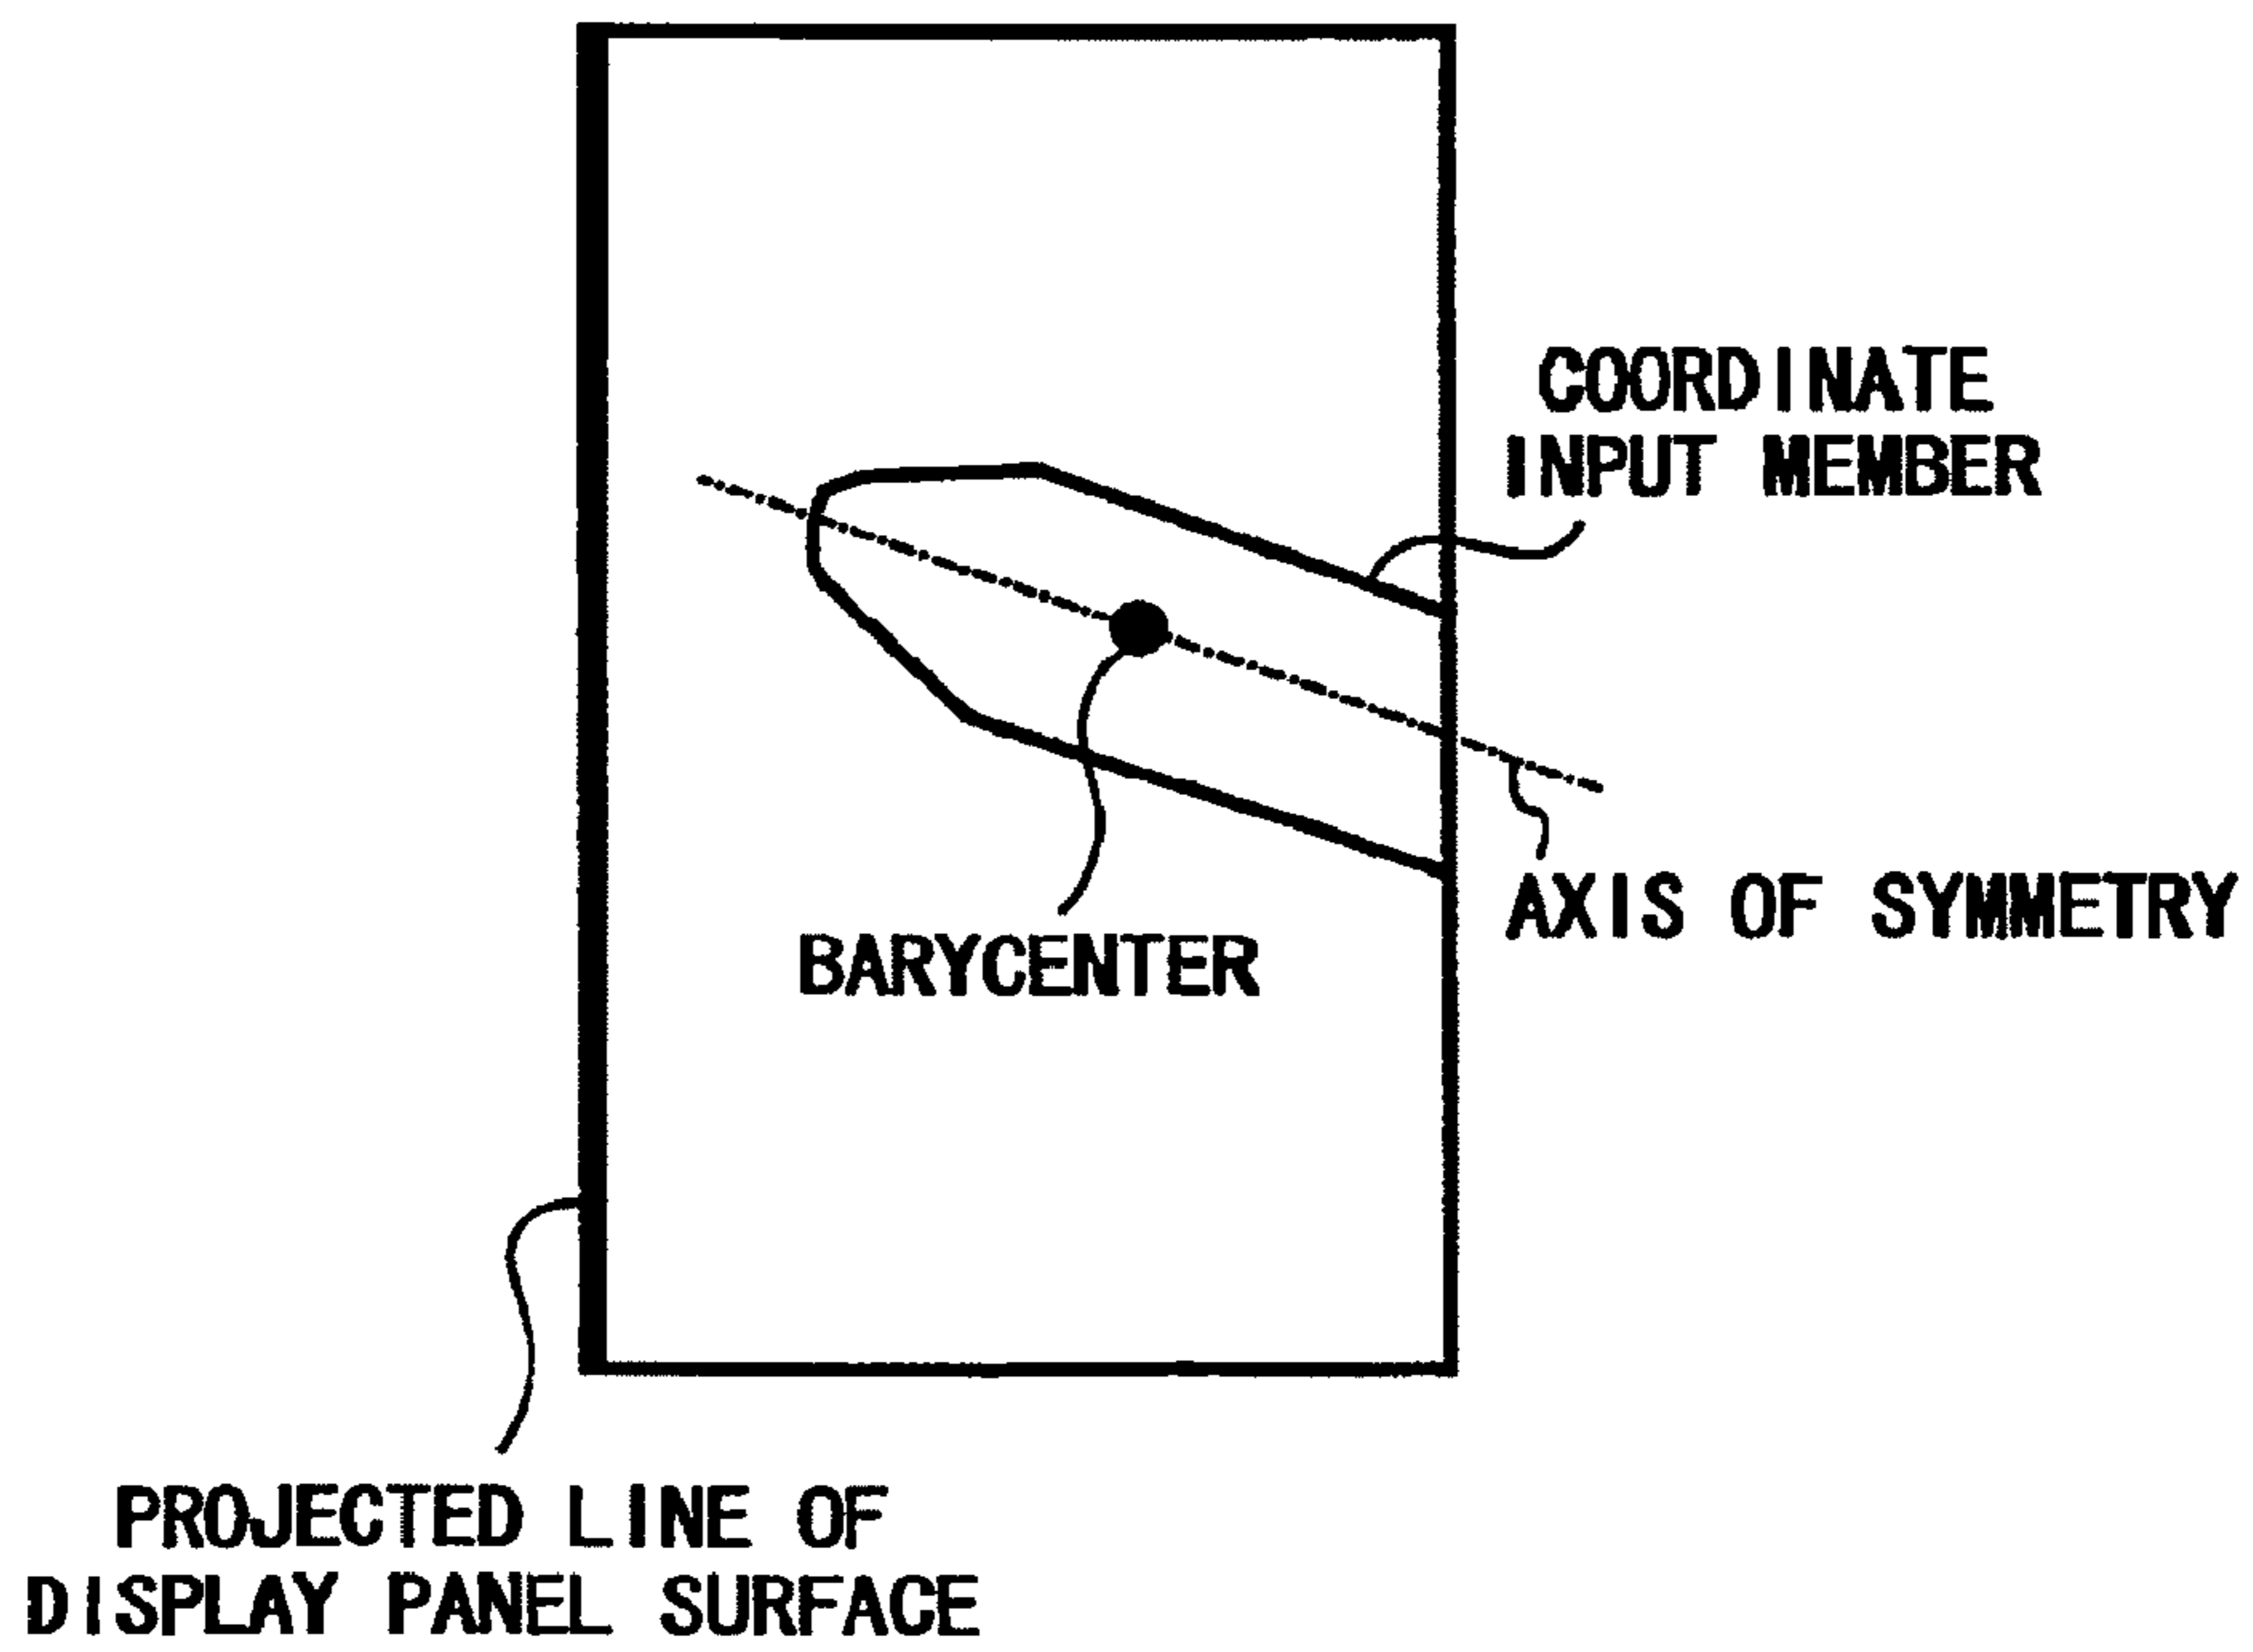 COORDINATE
INPUT MEMBER
AXIS OF SYMMETRY
BARYCENTER
PROJECTED LINE OF
DISPLAY PANEL SURFACE